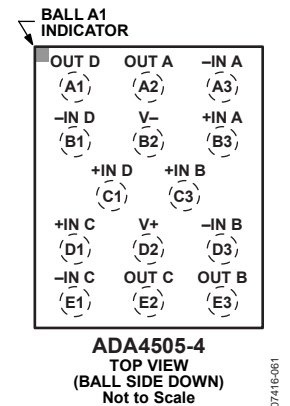 BALL A1
INDICATOR
OUT D OUT A –IN A
A1 A2 A3
–IN D V– +IN A
B1 B2 B3
+IN D +IN B
C1 C3
+IN C V+ –IN B
D1 D2 D3
–IN C OUT C OUT B
E1 E2 E3
ADA4505-4
TOP VIEW
(BALL SIDE DOWN)
Not to Scale
07416-061